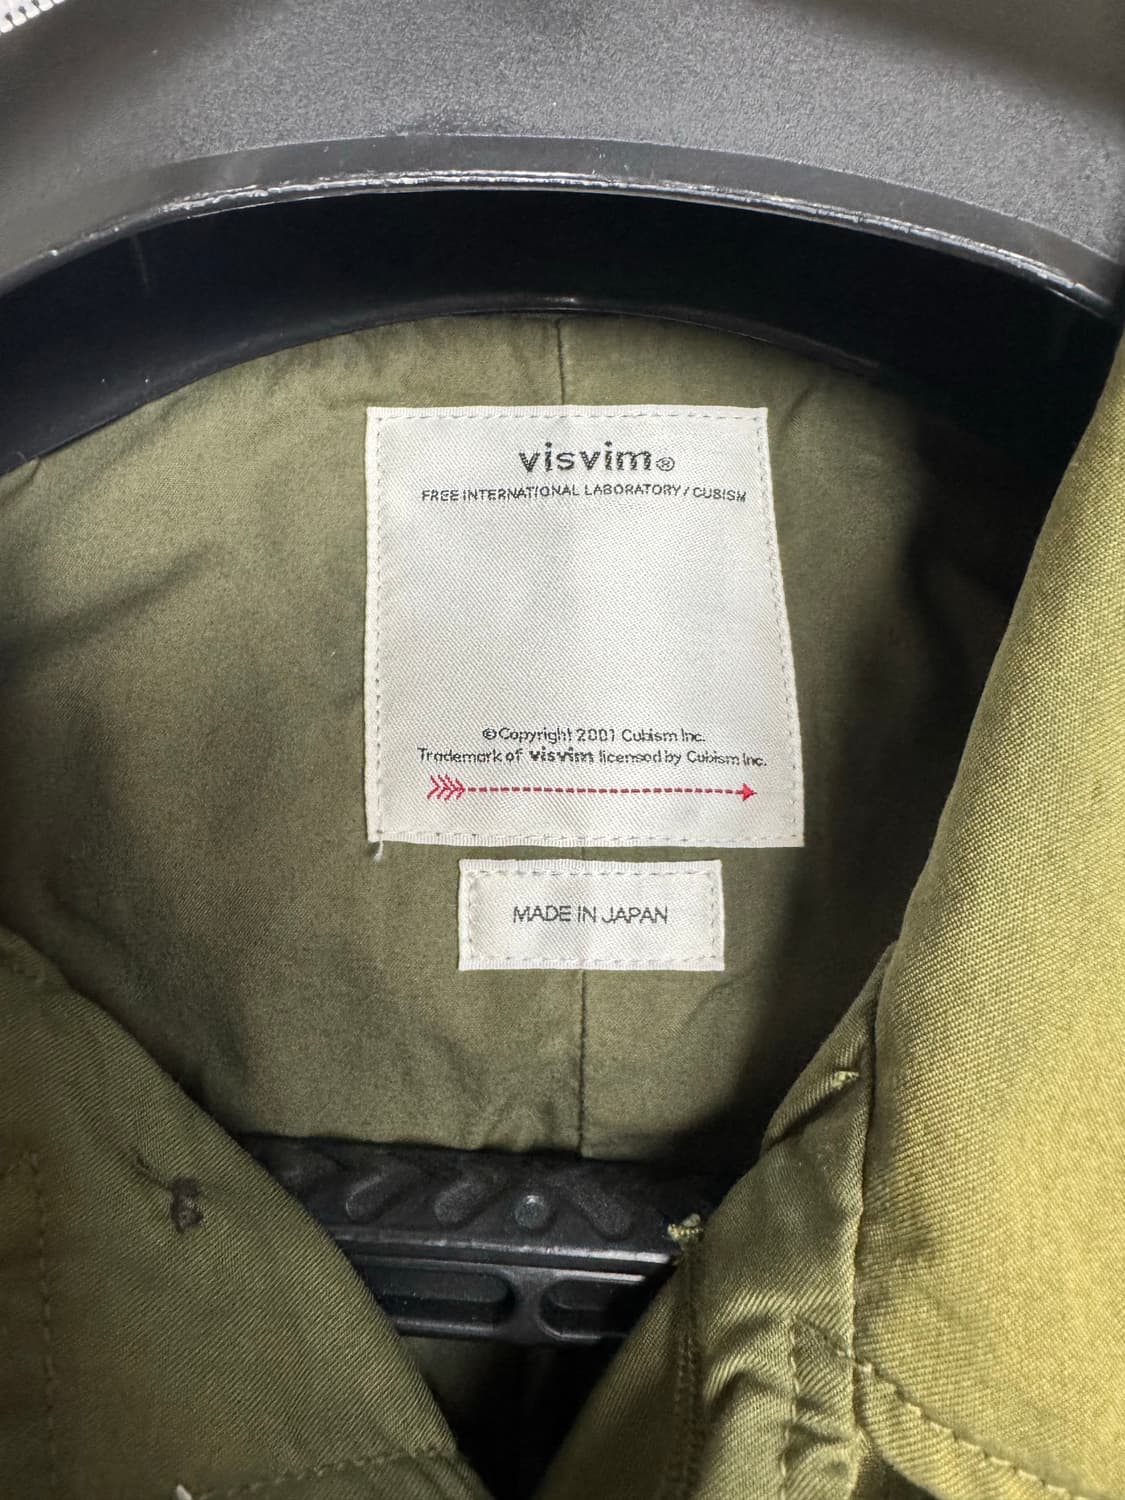 visvim®
FREE INTERNATIONAL LABORATORY/CUBISM
©Copyright 2001 Cubism Inc.
Trademark of visvim licensed by Cubism Inc.
MADE IN JAPAN